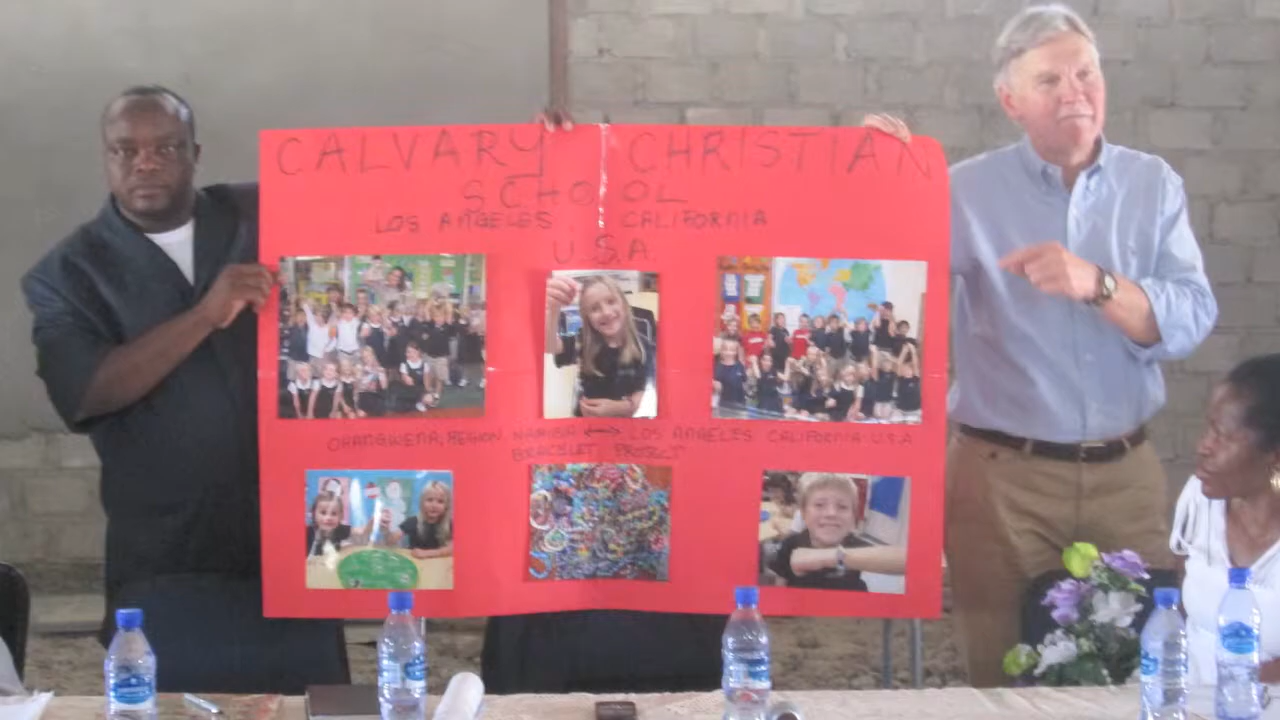 CALVARY CHRISTIAN
SCHOOL
LOS ANGELES CALIFORNIA
U.S.A.
OHANGWENA, REGION, NAMIBIA ←→ LOS ANGELES CALIFORNIA U.S.A
BRACELET PROJECT